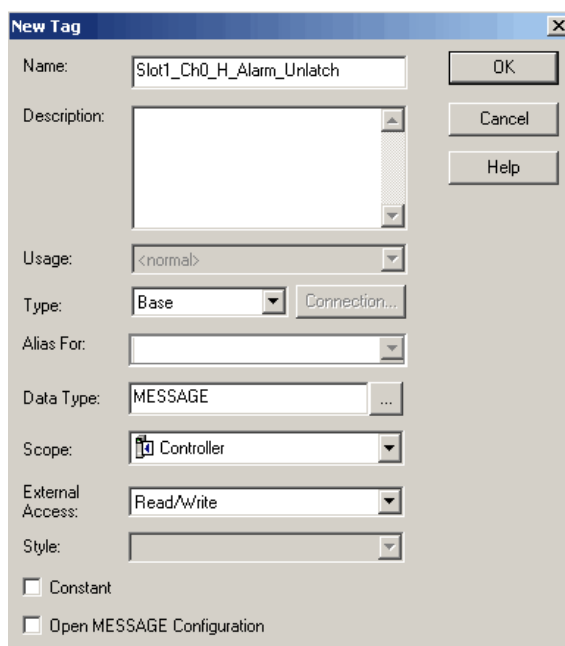 New Tag
Name: Slot1_Ch0_H_Alarm_Unlatch OK
Description: Cancel
Help
Usage: <normal>
Type: Base Connection...
Alias For:
Data Type: MESSAGE ...
Scope: Controller
External
Access: Read/Write
Style:
Constant
Open MESSAGE Configuration